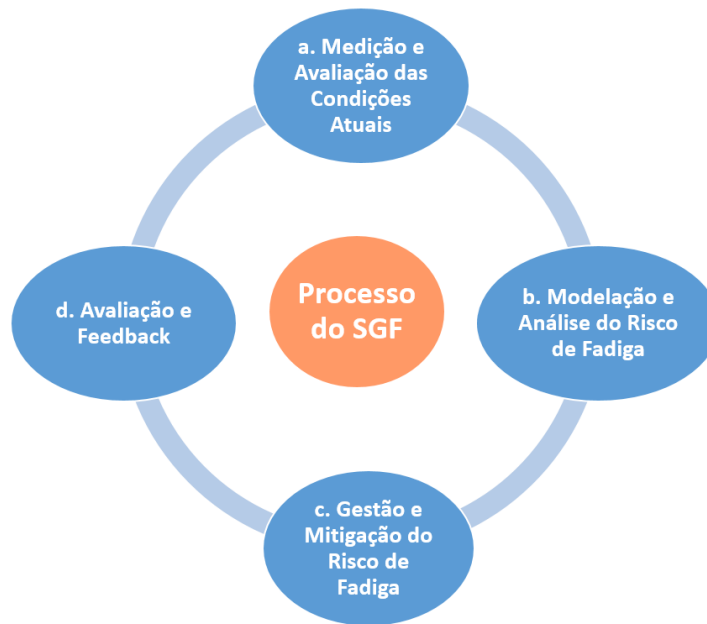 a. Medição e
Avaliação das
Condições
Atuais
Processo
do SGF
b. Modelação e
Análise do Risco
de Fadiga
c. Gestão e
Mitigação do
Risco de
Fadiga
d. Avaliação e
Feedback